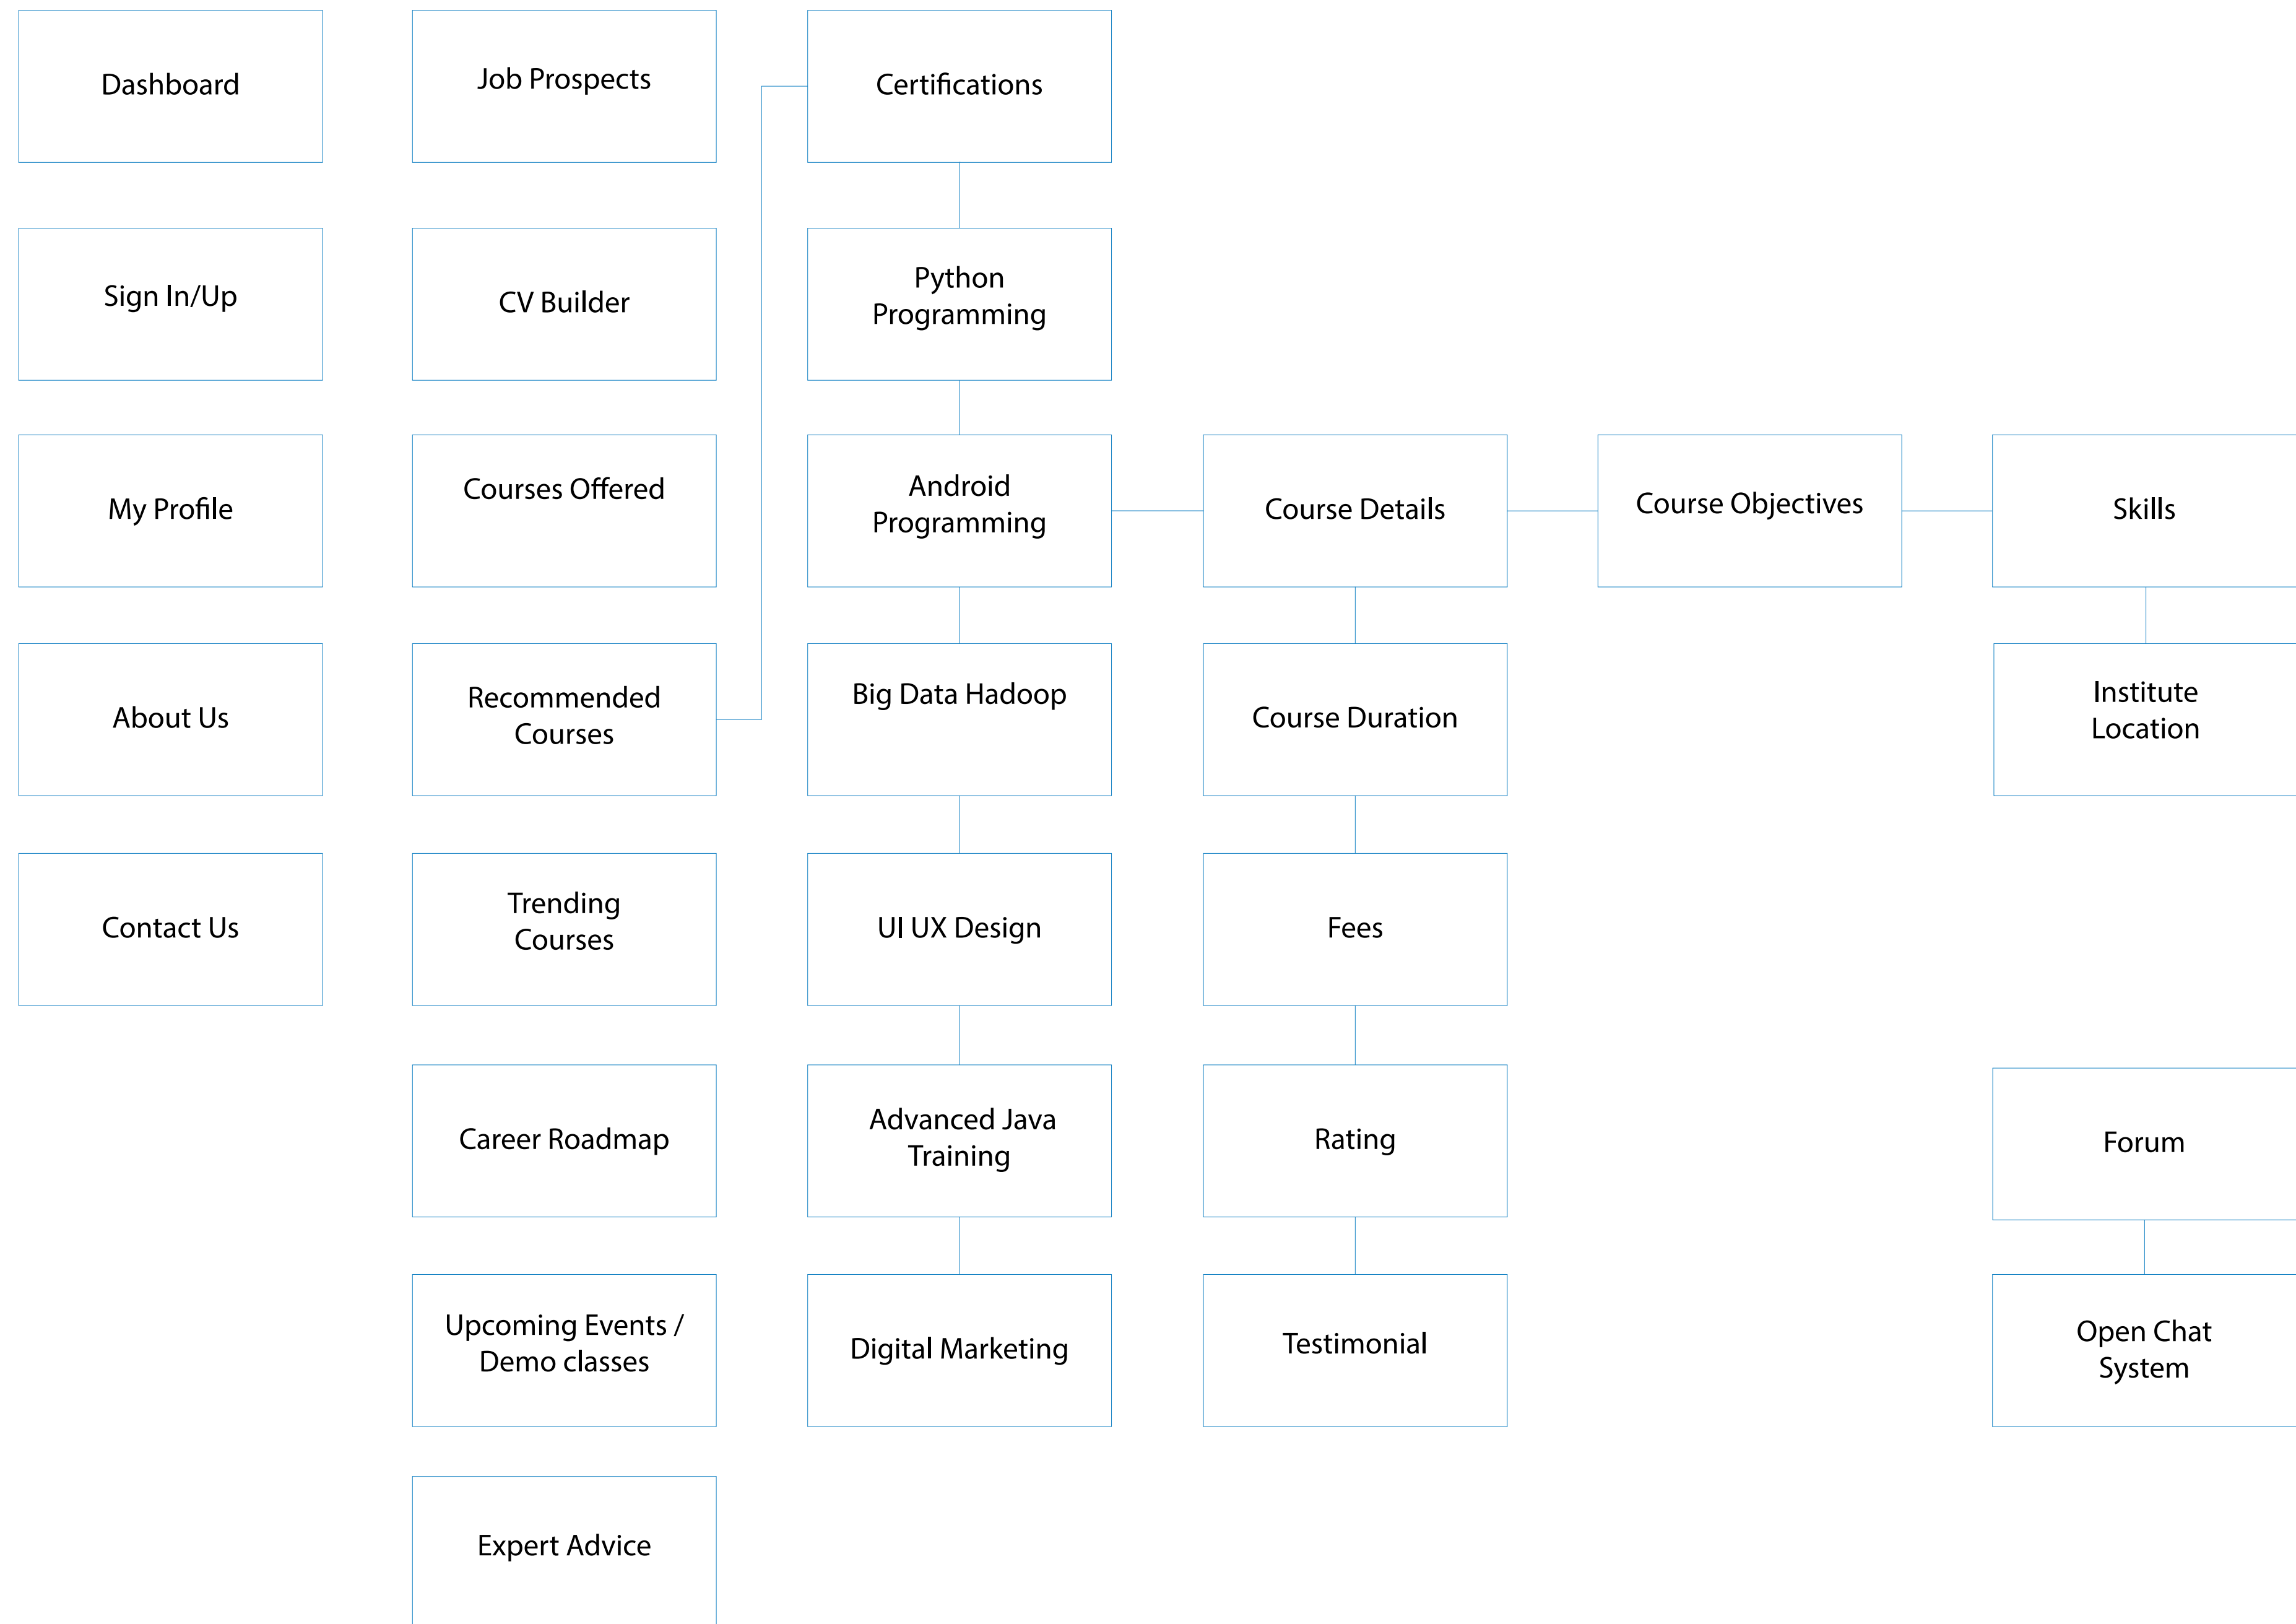 Dashboard
Job Prospects
Certifications
Sign In/Up
CV Builder
Python
Programming
My Profile
Courses Offered
Android
Programming
Course Details
Course Objectives
Skills
About Us
Recommended
Courses
Big Data Hadoop
Course Duration
Institute
Location
Contact Us
Trending
Courses
UI UX Design
Fees
Career Roadmap
Advanced Java
Training
Rating
Forum
Upcoming Events /
Demo classes
Digital Marketing
Testimonial
Open Chat
System
Expert Advice